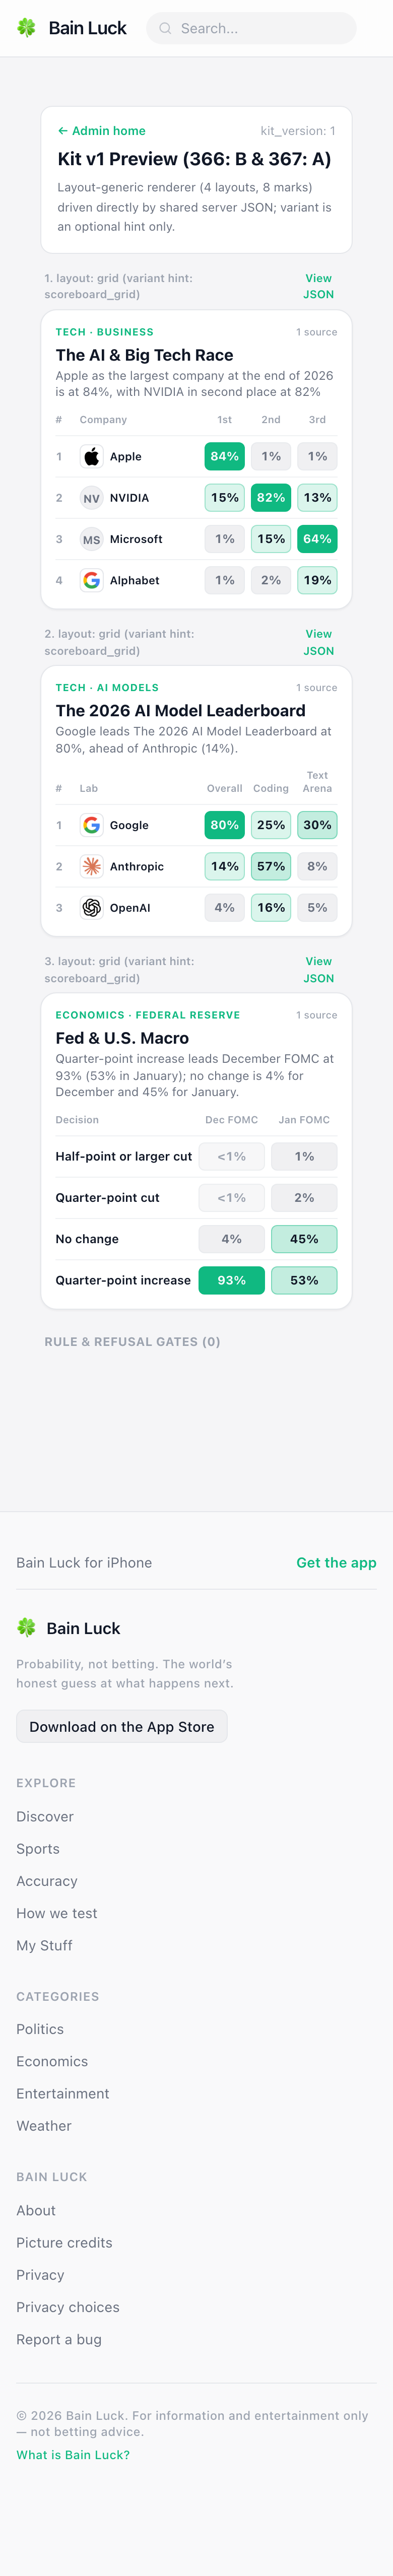 Bain Luck
Search...
← Admin home
kit_version: 1
Kit v1 Preview (366: B & 367: A)
Layout-generic renderer (4 layouts, 8 marks)
driven directly by shared server JSON; variant is
an optional hint only.
1. layout: grid (variant hint:
scoreboard_grid)
View
JSON
TECH · BUSINESS
1 source
The AI & Big Tech Race
Apple as the largest company at the end of 2026
is at 84%, with NVIDIA in second place at 82%
# Company 1st 2nd 3rd
1 Apple 84% 1% 1%
2 NV NVIDIA 15% 82% 13%
3 MS Microsoft 1% 15% 64%
4 Alphabet 1% 2% 19%
2. layout: grid (variant hint:
scoreboard_grid)
View
JSON
TECH · AI MODELS
1 source
The 2026 AI Model Leaderboard
Google leads The 2026 AI Model Leaderboard at
80%, ahead of Anthropic (14%).
# Lab Overall Coding Text
Arena
1 Google 80% 25% 30%
2 Anthropic 14% 57% 8%
3 OpenAI 4% 16% 5%
3. layout: grid (variant hint:
scoreboard_grid)
View
JSON
ECONOMICS · FEDERAL RESERVE
1 source
Fed & U.S. Macro
Quarter-point increase leads December FOMC at
93% (53% in January); no change is 4% for
December and 45% for January.
Decision Dec FOMC Jan FOMC
Half-point or larger cut <1% 1%
Quarter-point cut <1% 2%
No change 4% 45%
Quarter-point increase 93% 53%
RULE & REFUSAL GATES (0)
Bain Luck for iPhone
Get the app
Bain Luck
Probability, not betting. The world's
honest guess at what happens next.
Download on the App Store
EXPLORE
Discover
Sports
Accuracy
How we test
My Stuff
CATEGORIES
Politics
Economics
Entertainment
Weather
BAIN LUCK
About
Picture credits
Privacy
Privacy choices
Report a bug
© 2026 Bain Luck. For information and entertainment only
— not betting advice.
What is Bain Luck?